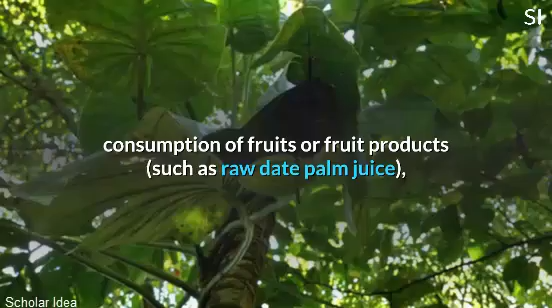 SI
consumption of fruits or fruit products
(such as raw date palm juice),
Scholar Idea